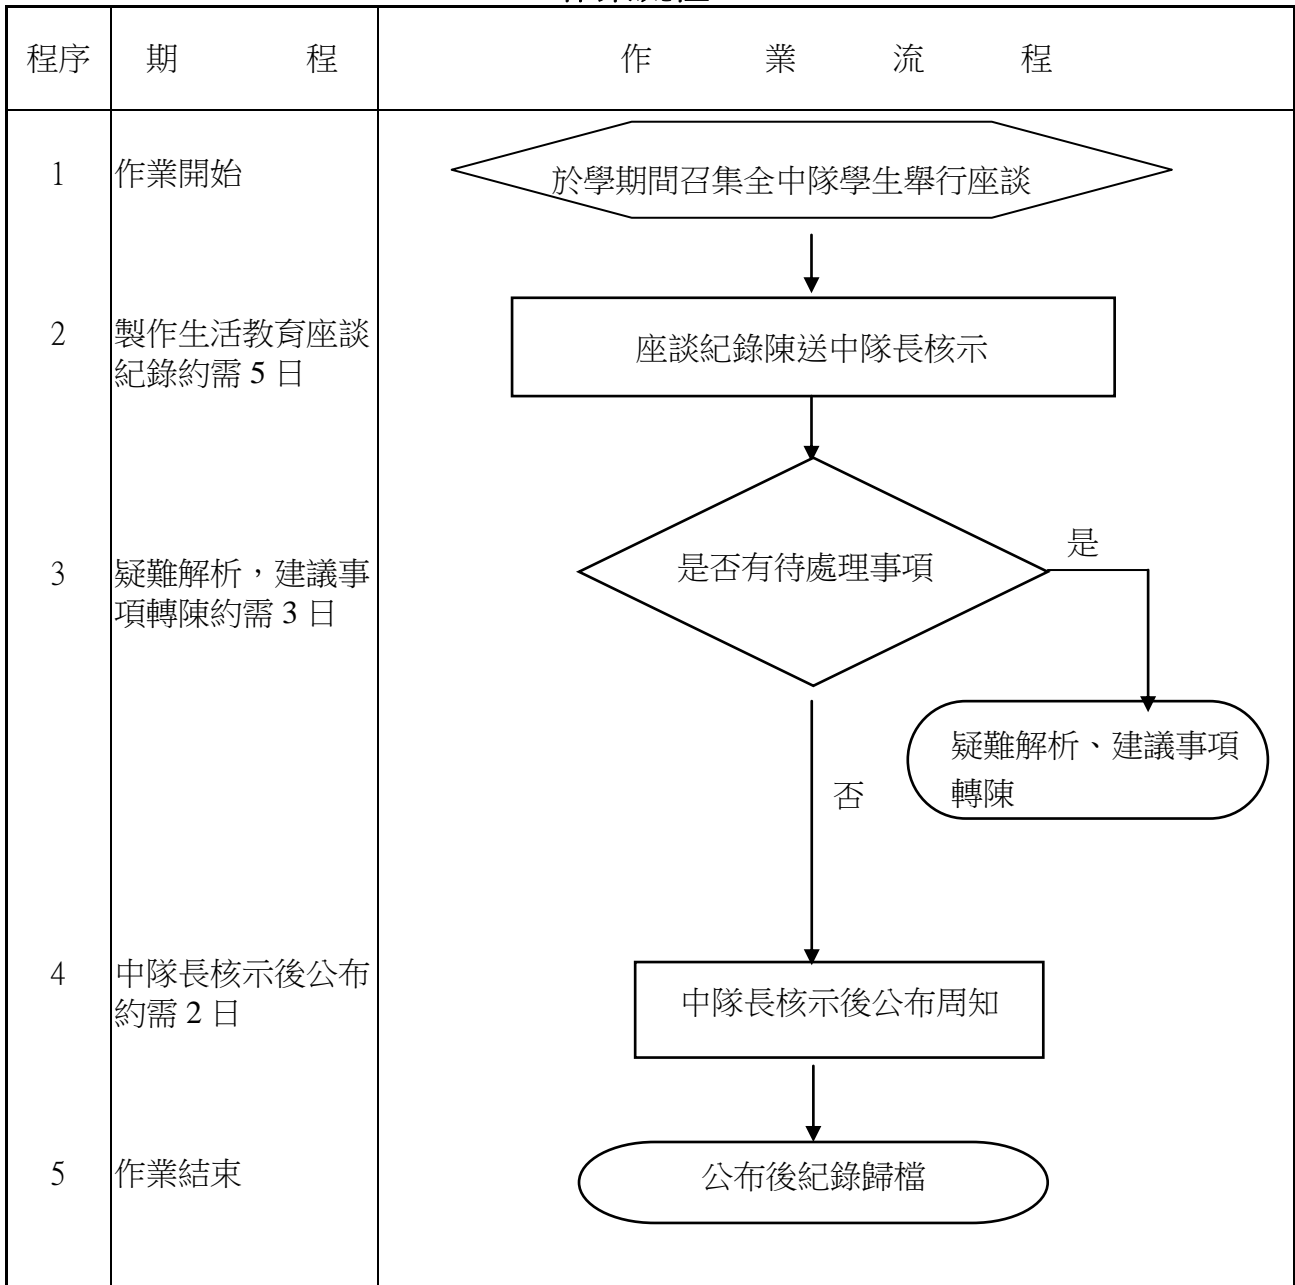 程序 期 程 作 業 流 程
1 作業開始 於學期間召集全中隊學生舉行座談
2 製作生活教育座談
紀錄約需 5 日
座談紀錄陳送中隊長核示
3 疑難解析，建議事
項轉陳約需 3 日
是否有待處理事項
是
疑難解析、建議事項
轉陳
否
4 中隊長核示後公布
約需 2 日
中隊長核示後公布周知
5 作業結束 公布後紀錄歸檔